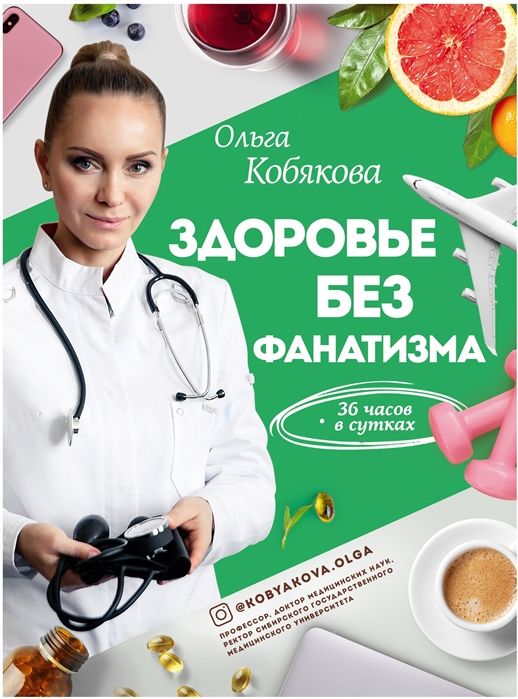 Ольга
Кобякова
ЗДОРОВЬЕ
БЕЗ
ФАНАТИЗМА
36 часов
в сутках
@KOBYAKOVA.OLGA
ПРОФЕССОР, ДОКТОР МЕДИЦИНСКИХ НАУК,
РЕКТОР СИБИРСКОГО ГОСУДАРСТВЕННОГО
МЕДИЦИНСКОГО УНИВЕРСИТЕТА